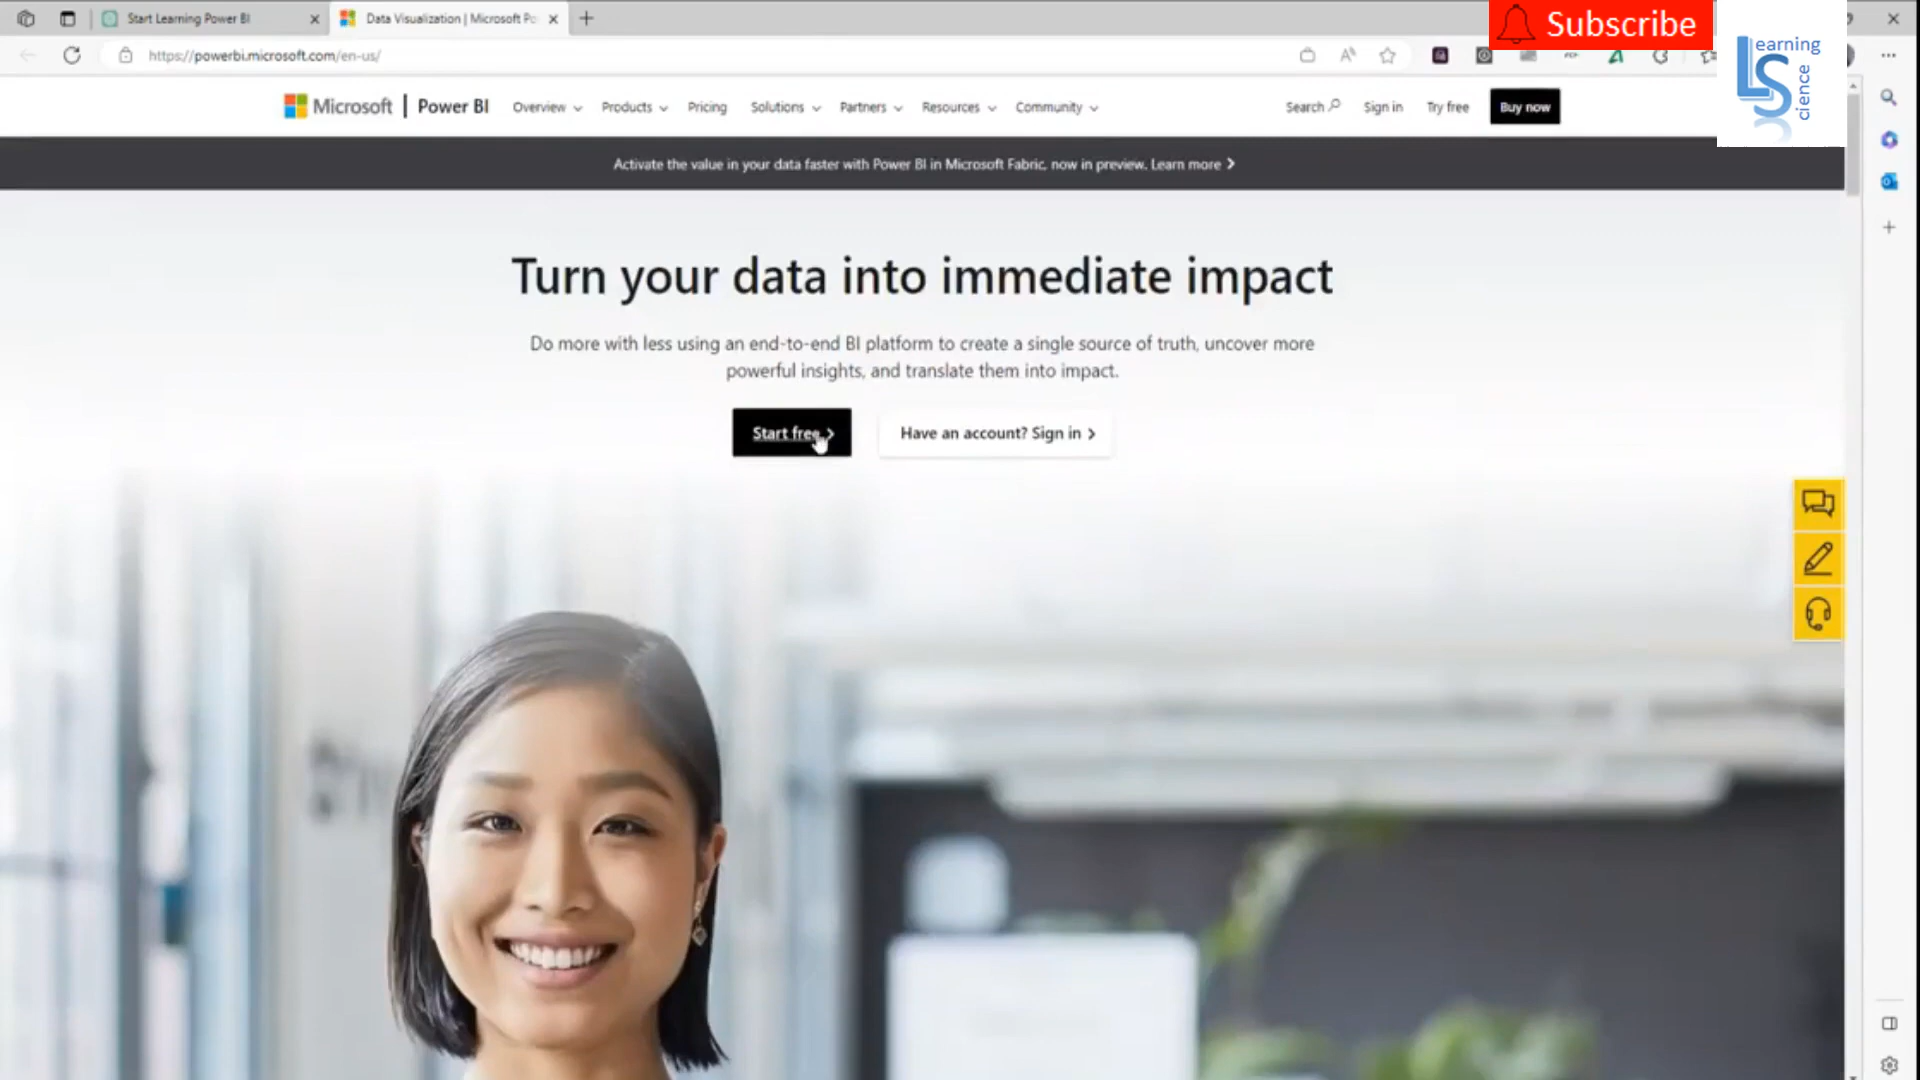 Start Learning Power BI
Data Visualization | Microsoft Po
Subscribe
https://powerbi.microsoft.com/en-us/
Learning Science
Microsoft | Power BI
Overview
Products
Pricing
Solutions
Partners
Resources
Community
Search
Sign in
Try free
Buy now
Activate the value in your data faster with Power BI in Microsoft Fabric, now in preview. Learn more
Turn your data into immediate impact
Do more with less using an end-to-end BI platform to create a single source of truth, uncover more
powerful insights, and translate them into impact.
Start free
Have an account? Sign in